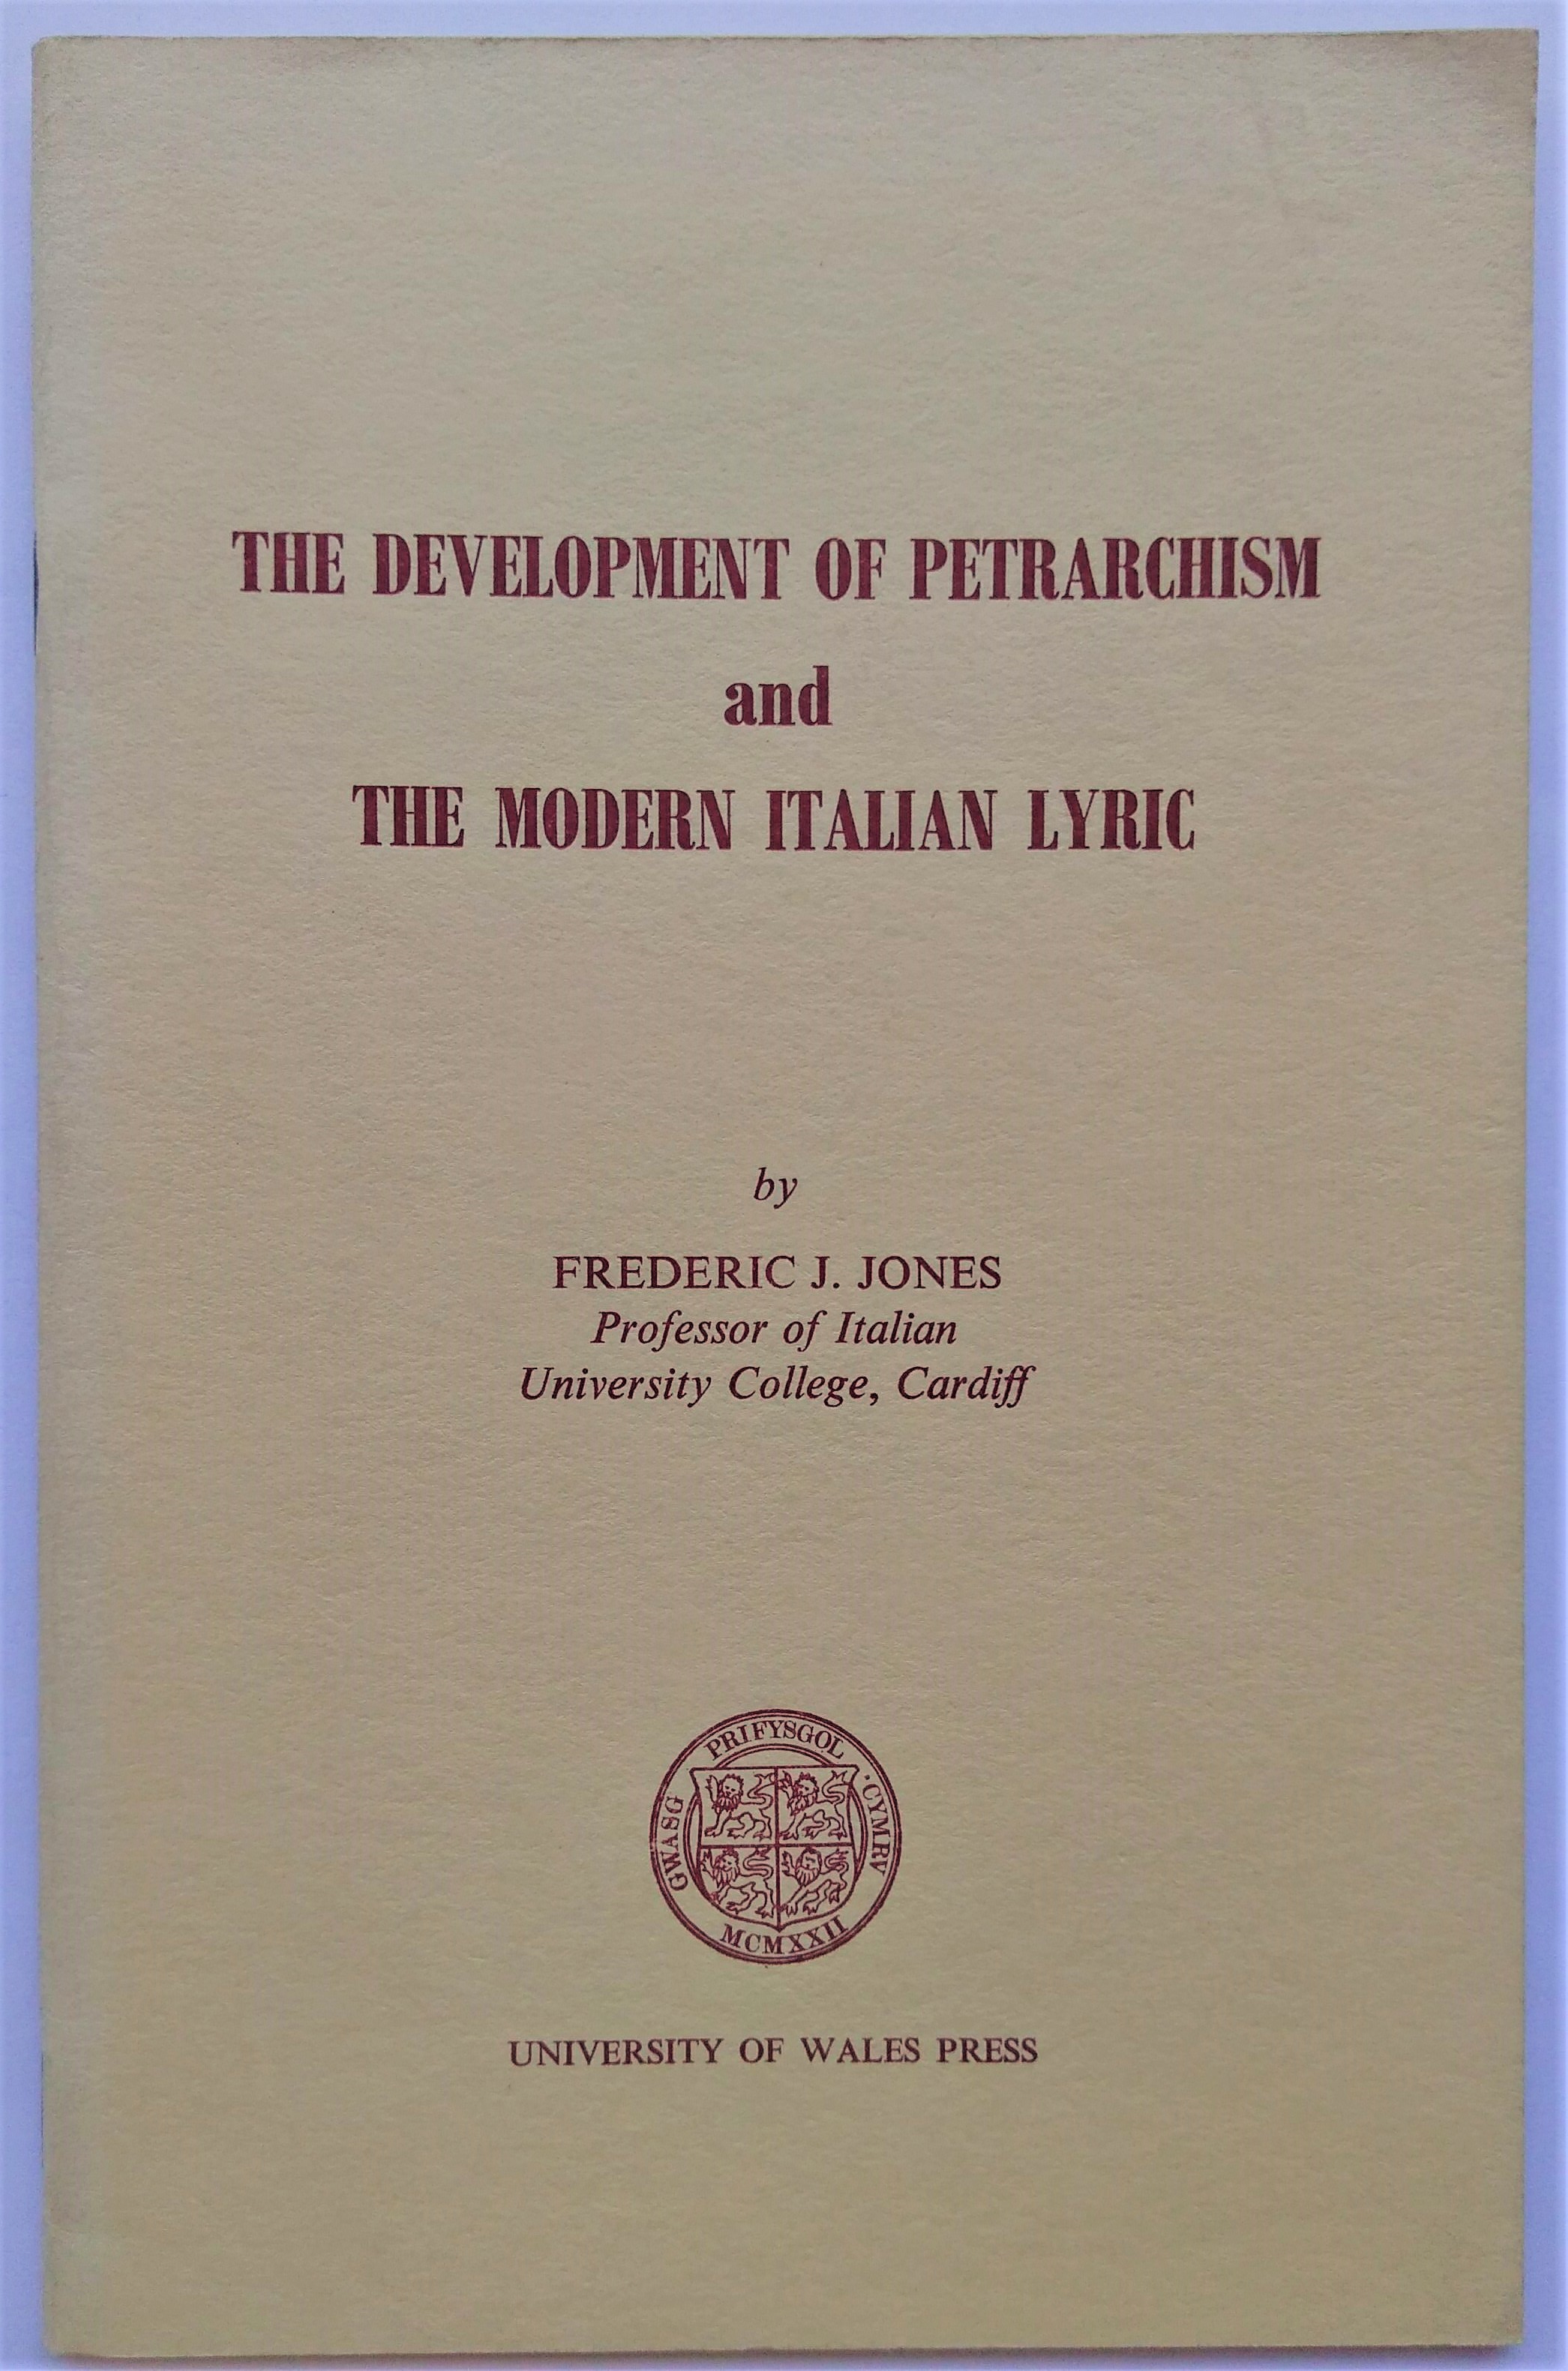 THE DEVELOPMENT OF PETRARCHISM
and
THE MODERN ITALIAN LYRIC
by
FREDERIC J. JONES
Professor of Italian
University College, Cardiff
GWASG PRIFYSGOL · CYMRV
MCMXXII
UNIVERSITY OF WALES PRESS